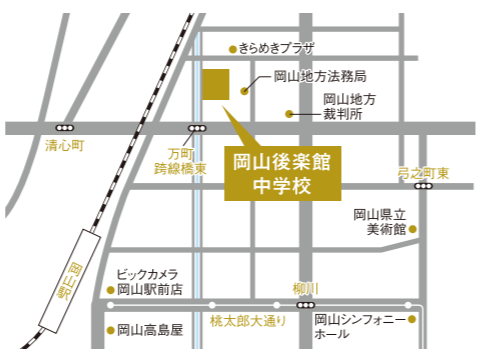 きらめきプラザ
岡山地方法務局
岡山地方
裁判所
清心町
万町
跨線橋東
岡山後楽館
中学校
弓之町東
岡山県立
美術館
岡山駅
ビックカメラ
岡山駅前店
柳川
桃太郎大通り
岡山シンフォニー
ホール
岡山高島屋